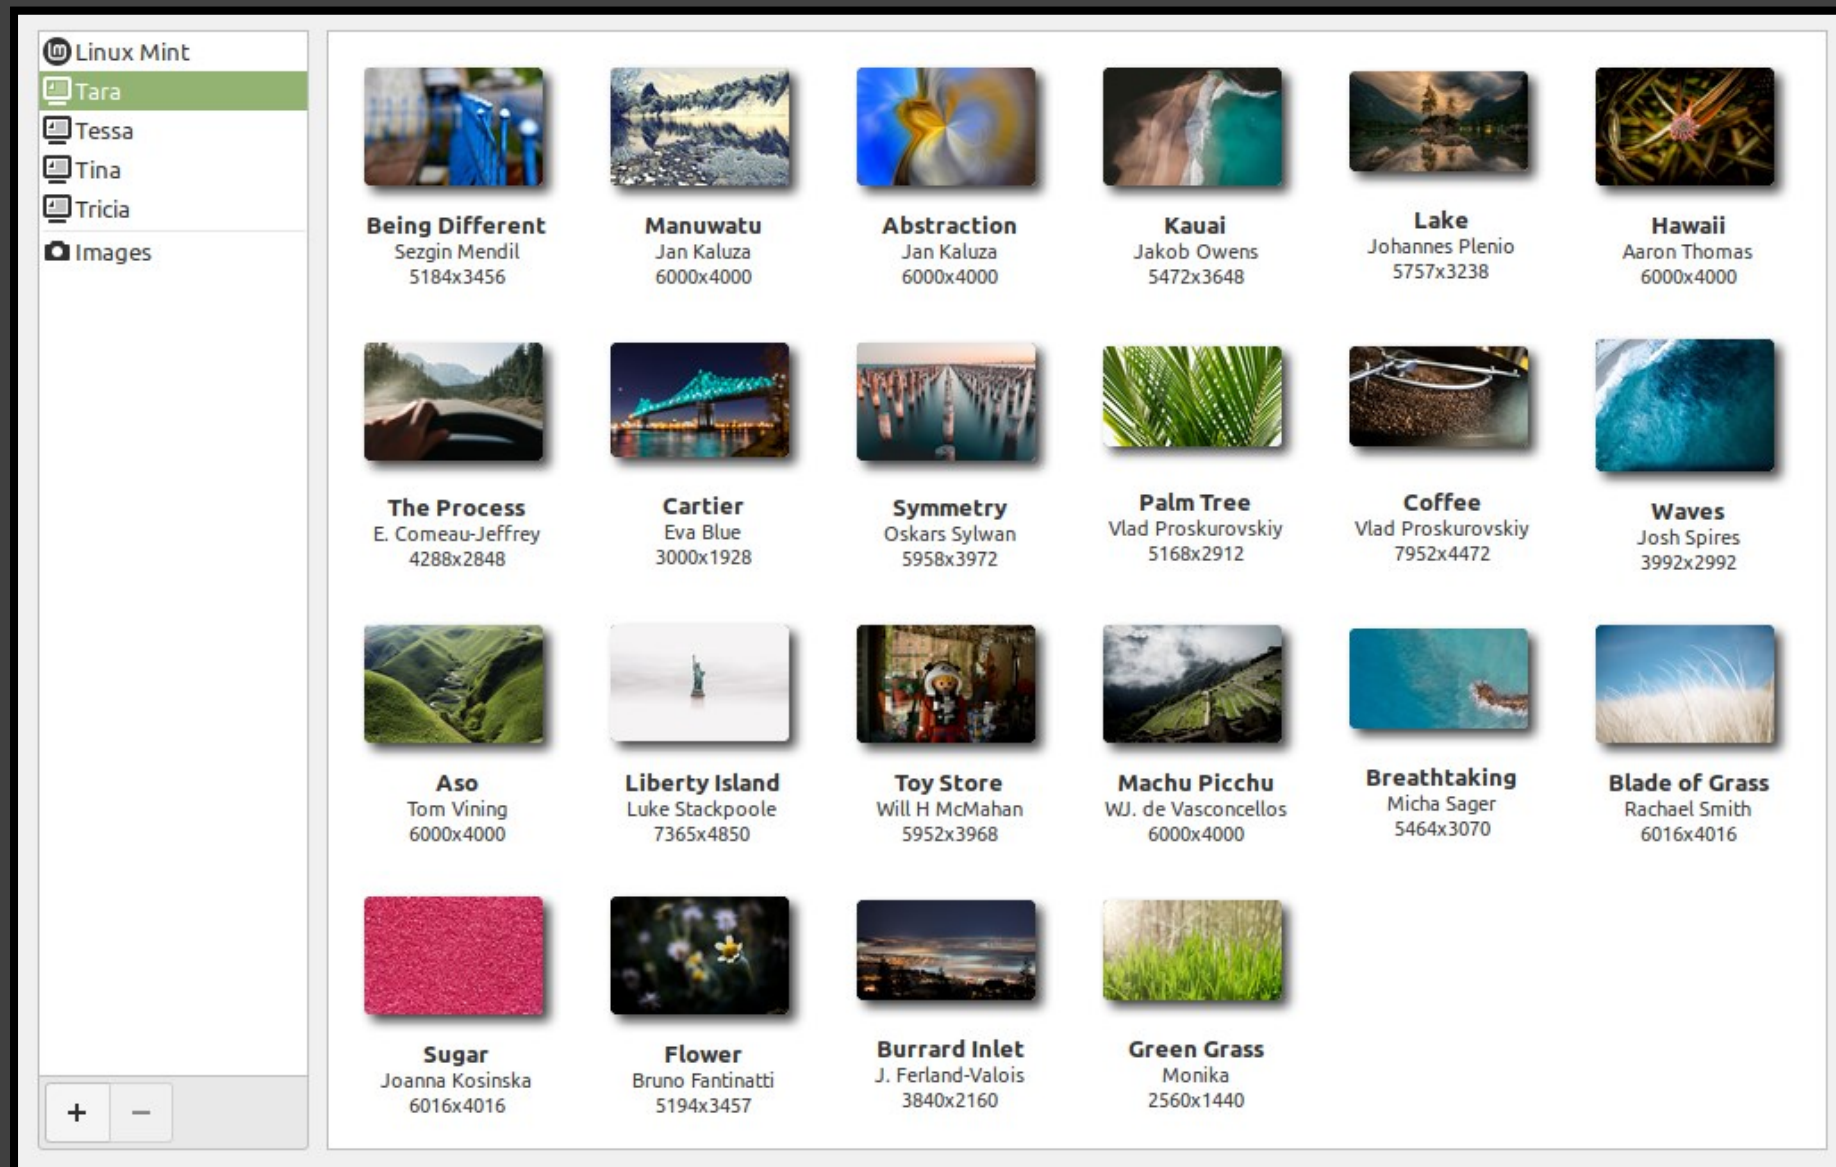 Linux Mint
Tara
Tessa
Tina
Tricia
Images
Being Different
Sezgin Mendil
5184x3456
Manuwatu
Jan Kaluza
6000x4000
Abstraction
Jan Kaluza
6000x4000
Kauai
Jakob Owens
5472x3648
Lake
Johannes Plenio
5757x3238
Hawaii
Aaron Thomas
6000x4000
The Process
E. Comeau-Jeffrey
4288x2848
Cartier
Eva Blue
3000x1928
Symmetry
Oskars Sylwan
5958x3972
Palm Tree
Vlad Proskurovskiy
5168x2912
Coffee
Vlad Proskurovskiy
7952x4472
Waves
Josh Spires
3992x2992
Aso
Tom Vining
6000x4000
Liberty Island
Luke Stackpoole
7365x4850
Toy Store
Will H McMahan
5952x3968
Machu Picchu
WJ. de Vasconcellos
6000x4000
Breathtaking
Micha Sager
5464x3070
Blade of Grass
Rachael Smith
6016x4016
Sugar
Joanna Kosinska
6016x4016
Flower
Bruno Fantinatti
5194x3457
Burrard Inlet
J. Ferland-Valois
3840x2160
Green Grass
Monika
2560x1440
+ −